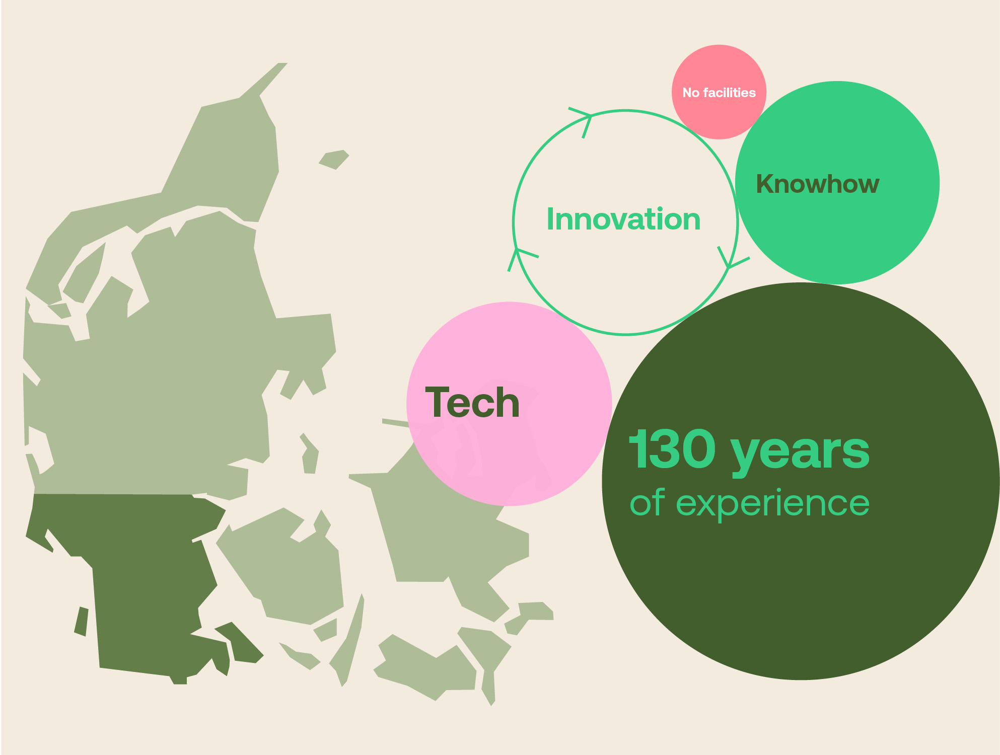 No facilities
Knowhow
Innovation
Tech
130 years
of experience